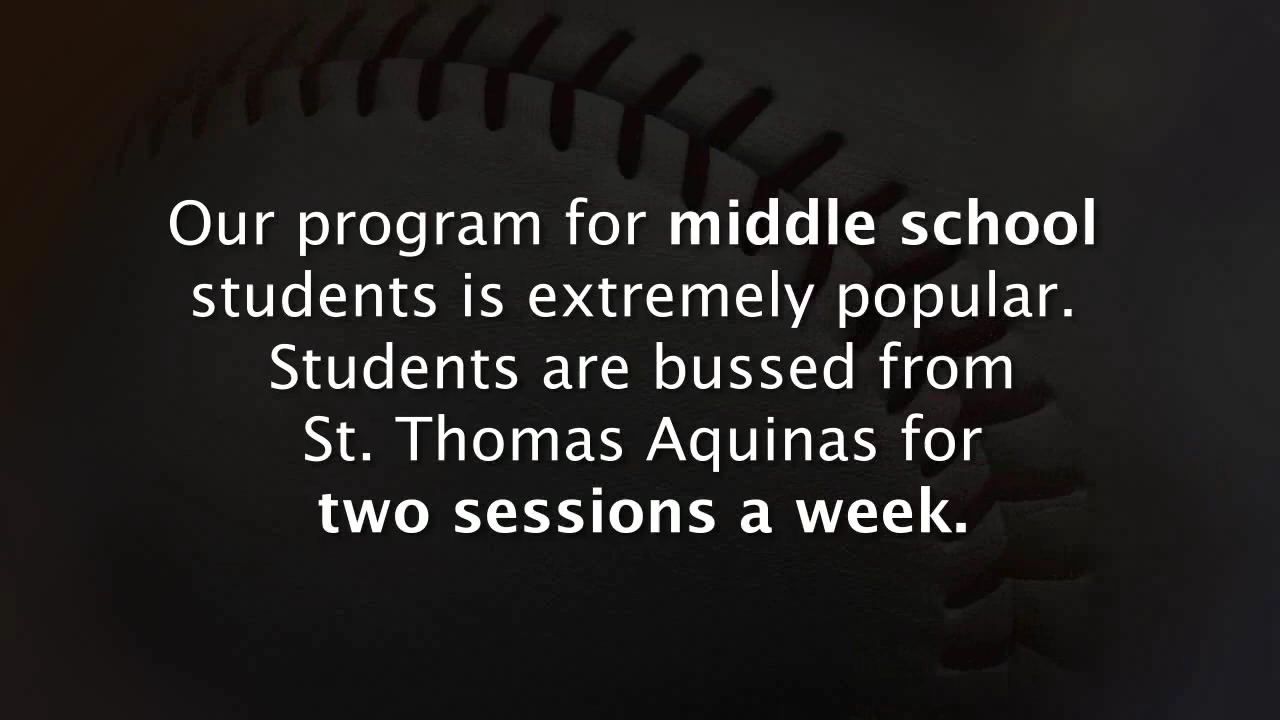 Our program for middle school
students is extremely popular.
Students are bussed from
St. Thomas Aquinas for
two sessions a week.